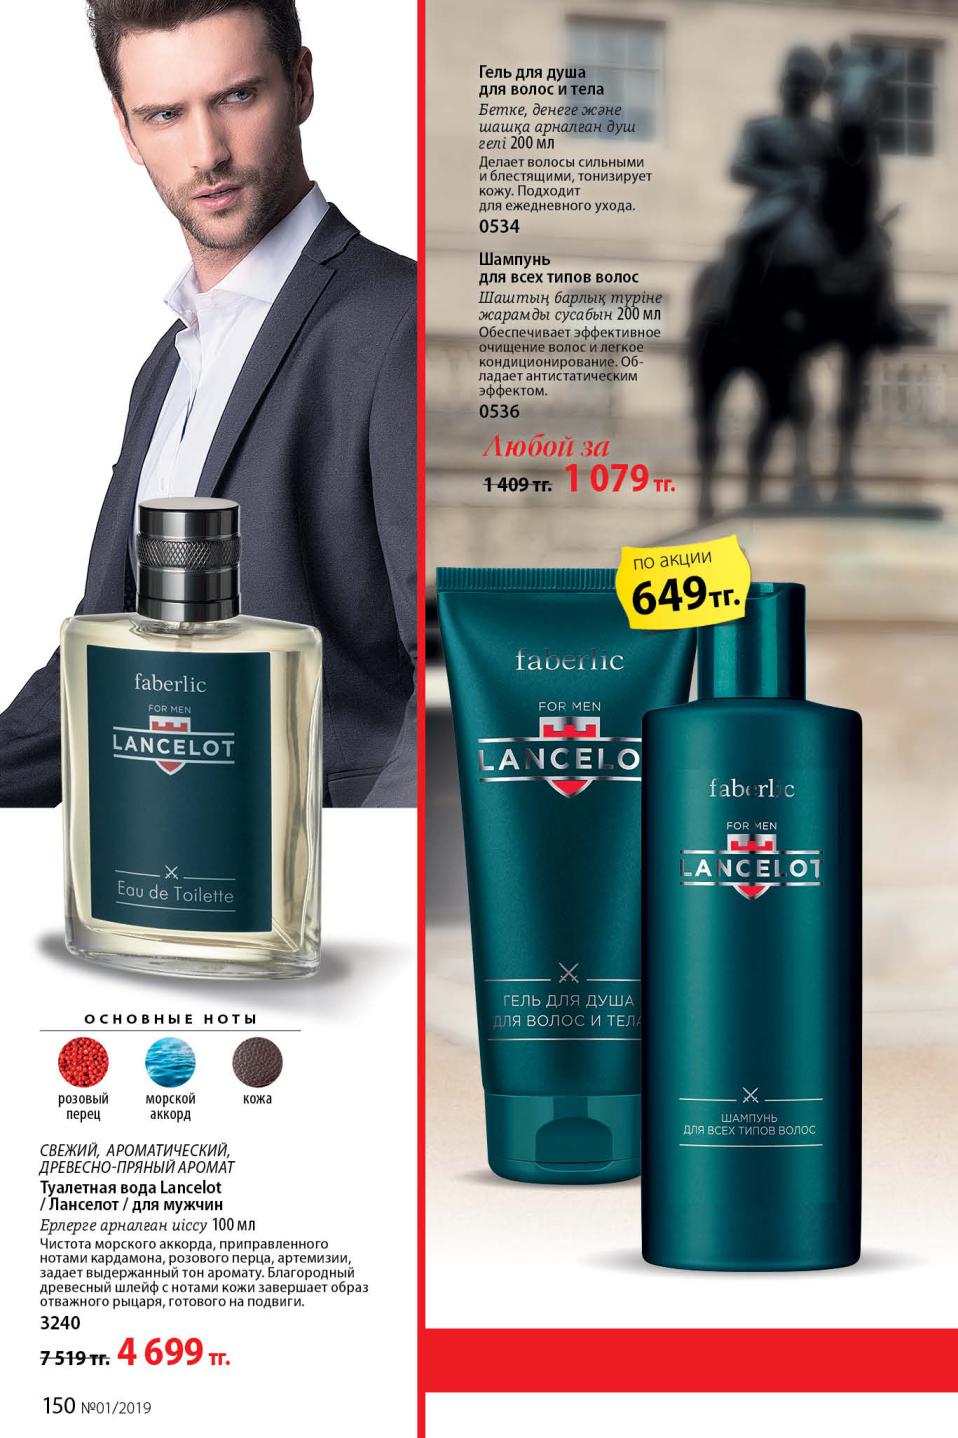 Гель для душа
для волос и тела
Бетке, денеге және
шашқа арналған душ
гелі 200 мл
Делает волосы сильными
и блестящими, тонизирует
кожу. Подходит
для ежедневного ухода.
0534
Шампунь
для всех типов волос
Шаштың барлық түріне
жарамды сусабын 200 мл
Обеспечивает эффективное
очищение волос и легкое
кондиционирование. Об-
ладает антистатическим
эффектом.
0536
Любой за
1 409 тг. 1 079 тг.
по акции
649 тг.
faberlic
FOR MEN
LANCELOT
Eau de Toilette
faberlic
FOR MEN
LANCELO
ГЕЛЬ ДЛЯ ДУША
ДЛЯ ВОЛОС И ТЕЛА
faberlic
FOR MEN
LANCELOT
ШАМПУНЬ
ДЛЯ ВСЕХ ТИПОВ ВОЛОС
ОСНОВНЫЕ НОТЫ
розовый
перец
морской
аккорд
кожа
СВЕЖИЙ, АРОМАТИЧЕСКИЙ,
ДРЕВЕСНО-ПРЯНЫЙ АРОМАТ
Туалетная вода Lancelot
/ Ланселот / для мужчин
Ерлерге арналған иіссу 100 мл
Чистота морского аккорда, приправленного
нотами кардамона, розового перца, артемизии,
задает выдержанный тон аромату. Благородный
древесный шлейф с нотами кожи завершает образ
отважного рыцаря, готового на подвиги.
3240
7 519 тг. 4 699 тг.
150 №01/2019